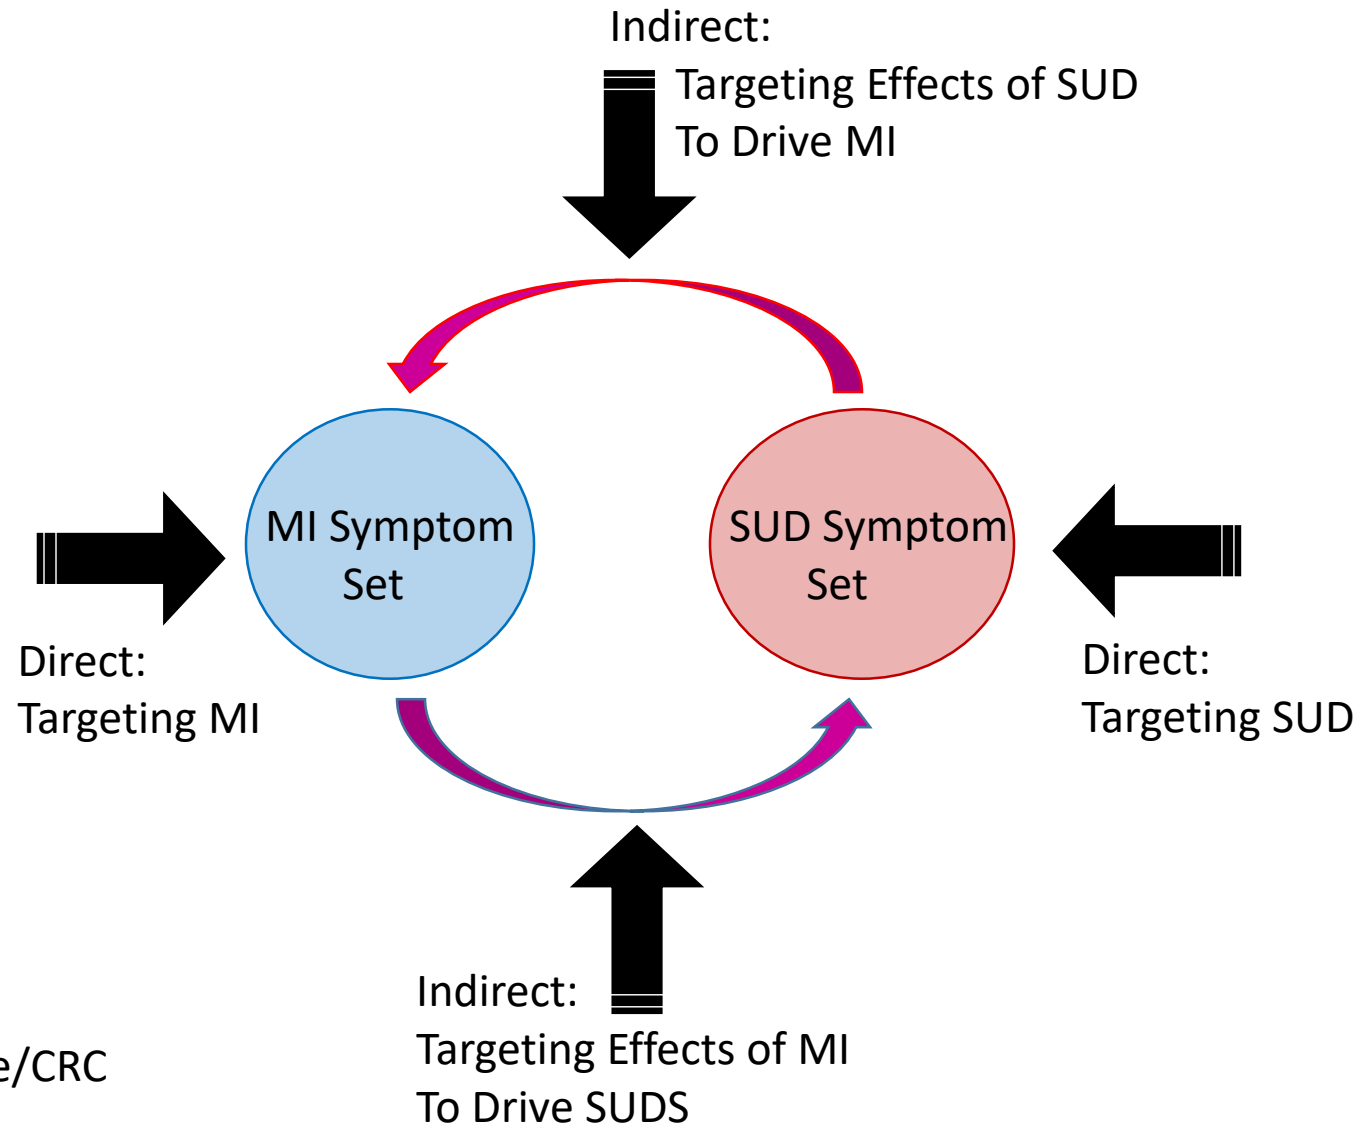 Indirect:
Targeting Effects of SUD
To Drive MI
MI Symptom
Set
SUD Symptom
Set
Direct:
Targeting MI
Direct:
Targeting SUD
Indirect:
Targeting Effects of MI
To Drive SUDS
e/CRC